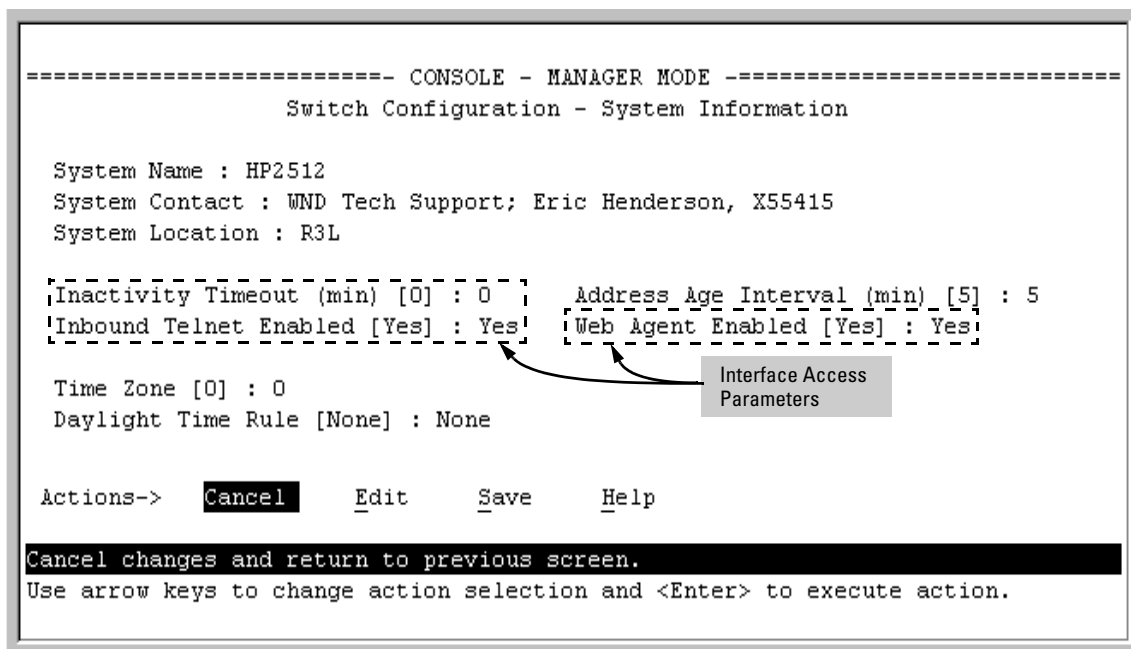 ===========================- CONSOLE - MANAGER MODE -============================
Switch Configuration - System Information
System Name : HP2512
System Contact : WND Tech Support; Eric Henderson, X55415
System Location : R3L
Inactivity Timeout (min) [0] : 0 Address Age Interval (min) [5] : 5
Inbound Telnet Enabled [Yes] : Yes Web Agent Enabled [Yes] : Yes
Interface Access
Parameters
Time Zone [0] : 0
Daylight Time Rule [None] : None
Actions-> Cancel Edit Save Help
Cancel changes and return to previous screen.
Use arrow keys to change action selection and <Enter> to execute action.